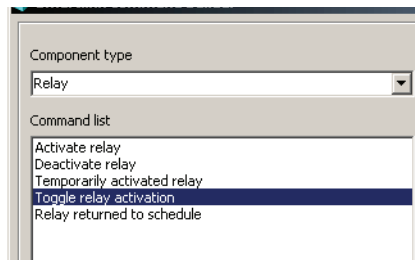 Component type
Relay
Command list
Activate relay
Deactivate relay
Temporarily activated relay
Toggle relay activation
Relay returned to schedule